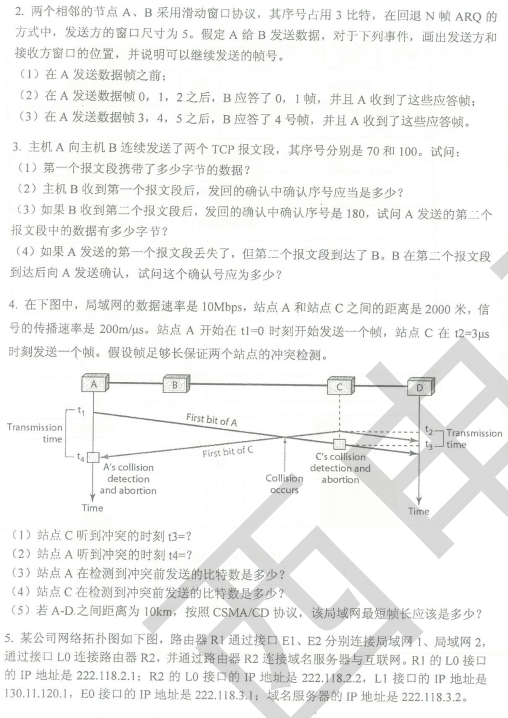 2. 两个相邻的节点 A、B 采用滑动窗口协议，其序号占用 3 比特，在回退 N 帧 ARQ 的
方式中，发送方的窗口尺寸为 5。假定 A 给 B 发送数据，对于下列事件，画出发送方和
接收方窗口的位置，并说明可以继续发送的帧号。
（1）在 A 发送数据帧之前；
（2）在 A 发送数据帧 0，1，2 之后，B 应答了 0，1 帧，并且 A 收到了这些应答帧；
（3）在 A 发送数据帧 3，4，5 之后，B 应答了 4 号帧，并且 A 收到了这些应答帧。
3. 主机 A 向主机 B 连续发送了两个 TCP 报文段，其序号分别是 70 和 100。试问：
（1）第一个报文段携带了多少字节的数据？
（2）主机 B 收到第一个报文段后，发回的确认中确认序号应当是多少？
（3）如果 B 收到第二个报文段后，发回的确认中确认序号是 180，试问 A 发送的第二个
报文段中的数据有多少字节？
（4）如果 A 发送的第一个报文段丢失了，但第二个报文段到达了 B。B 在第二个报文段
到达后向 A 发送确认，试问这个确认号应为多少？
4. 在下图中，局域网的数据速率是 10Mbps，站点 A 和站点 C 之间的距离是 2000 米，信
号的传播速率是 200m/μs。站点 A 开始在 t1=0 时刻开始发送一个帧，站点 C 在 t2=3μs
时刻发送一个帧。假设帧足够长保证两个站点的冲突检测。
A
B
C
D
t1
First bit of A
t2
Transmission
Transmission
time
First bit of C
t3
time
t4
A's collision
detection
and abortion
Collision
occurs
C's collision
detection and
abortion
Time
Time
（1）站点 C 听到冲突的时刻 t3=?
（2）站点 A 听到冲突的时刻 t4=?
（3）站点 A 在检测到冲突前发送的比特数是多少？
（4）站点 C 在检测到冲突前发送的比特数是多少？
（5）若 A-D 之间距离为 10km，按照 CSMA/CD 协议，该局域网最短帧长应该是多少？
5. 某公司网络拓扑图如下图，路由器 R1 通过接口 E1、E2 分别连接局域网 1、局域网 2，
通过接口 L0 连接路由器 R2，并通过路由器 R2 连接域名服务器与互联网。R1 的 L0 接口
的 IP 地址是 222.118.2.1；R2 的 L0 接口的 IP 地址是 222.118.2.2，L1 接口的 IP 地址是
130.11.120.1，E0 接口的 IP 地址是 222.118.3.1；域名服务器的 IP 地址是 222.118.3.2。